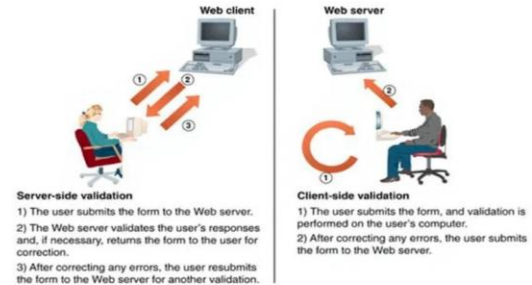 Web client
1
2
3
Server-side validation
1) The user submits the form to the Web server.
2) The Web server validates the user's responses
and, if necessary, returns the form to the user for
correction.
3) After correcting any errors, the user resubmits
the form to the Web server for another validation.
Web server
2
1
Client-side validation
1) The user submits the form, and validation is
performed on the user's computer.
2) After correcting any errors, the user submits
the form to the Web server.